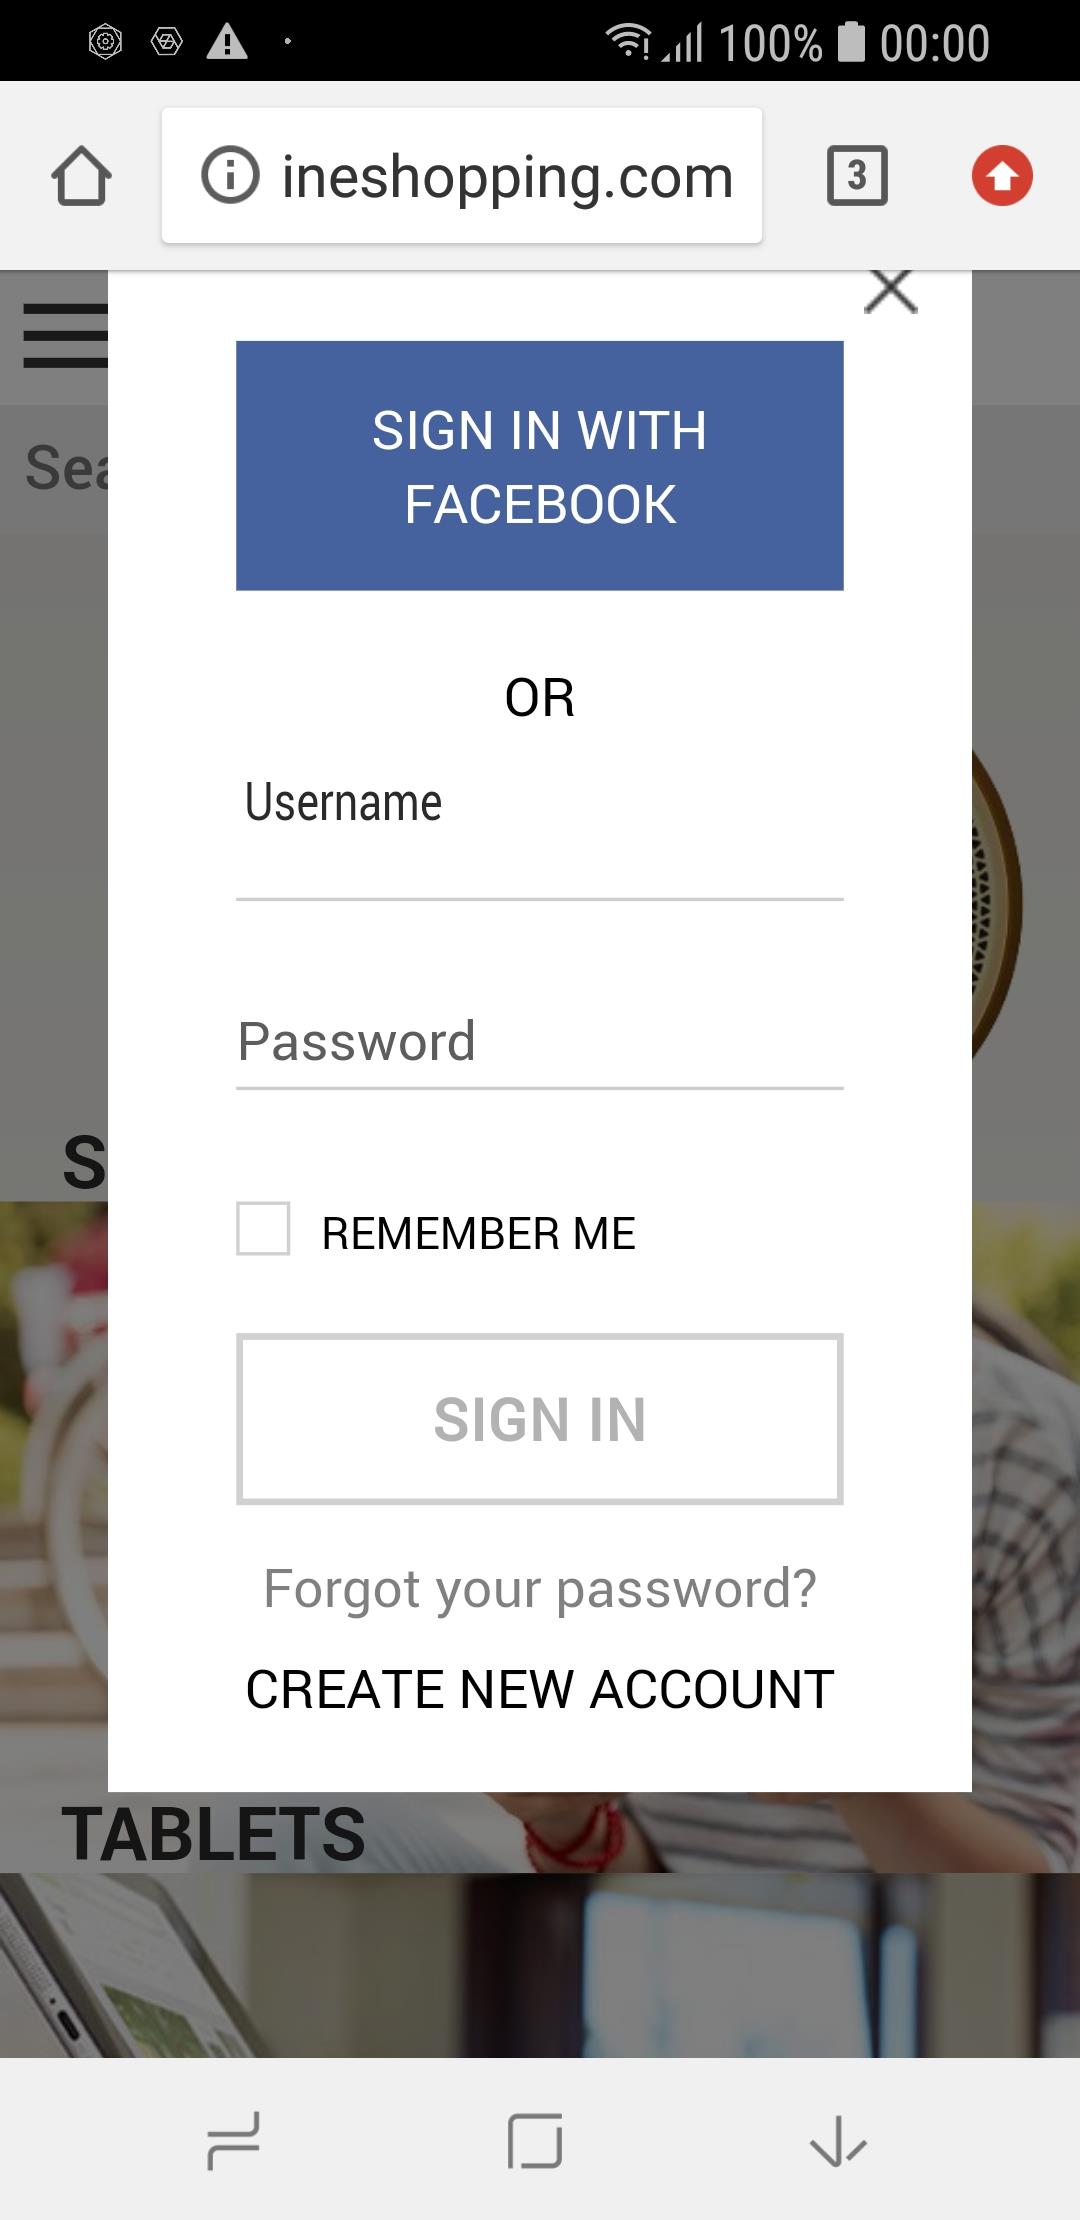 100% 00:00
ineshopping.com 3
Sea
SIGN IN WITH
FACEBOOK
OR
Username
Password
S
REMEMBER ME
SIGN IN
Forgot your password?
CREATE NEW ACCOUNT
TABLETS